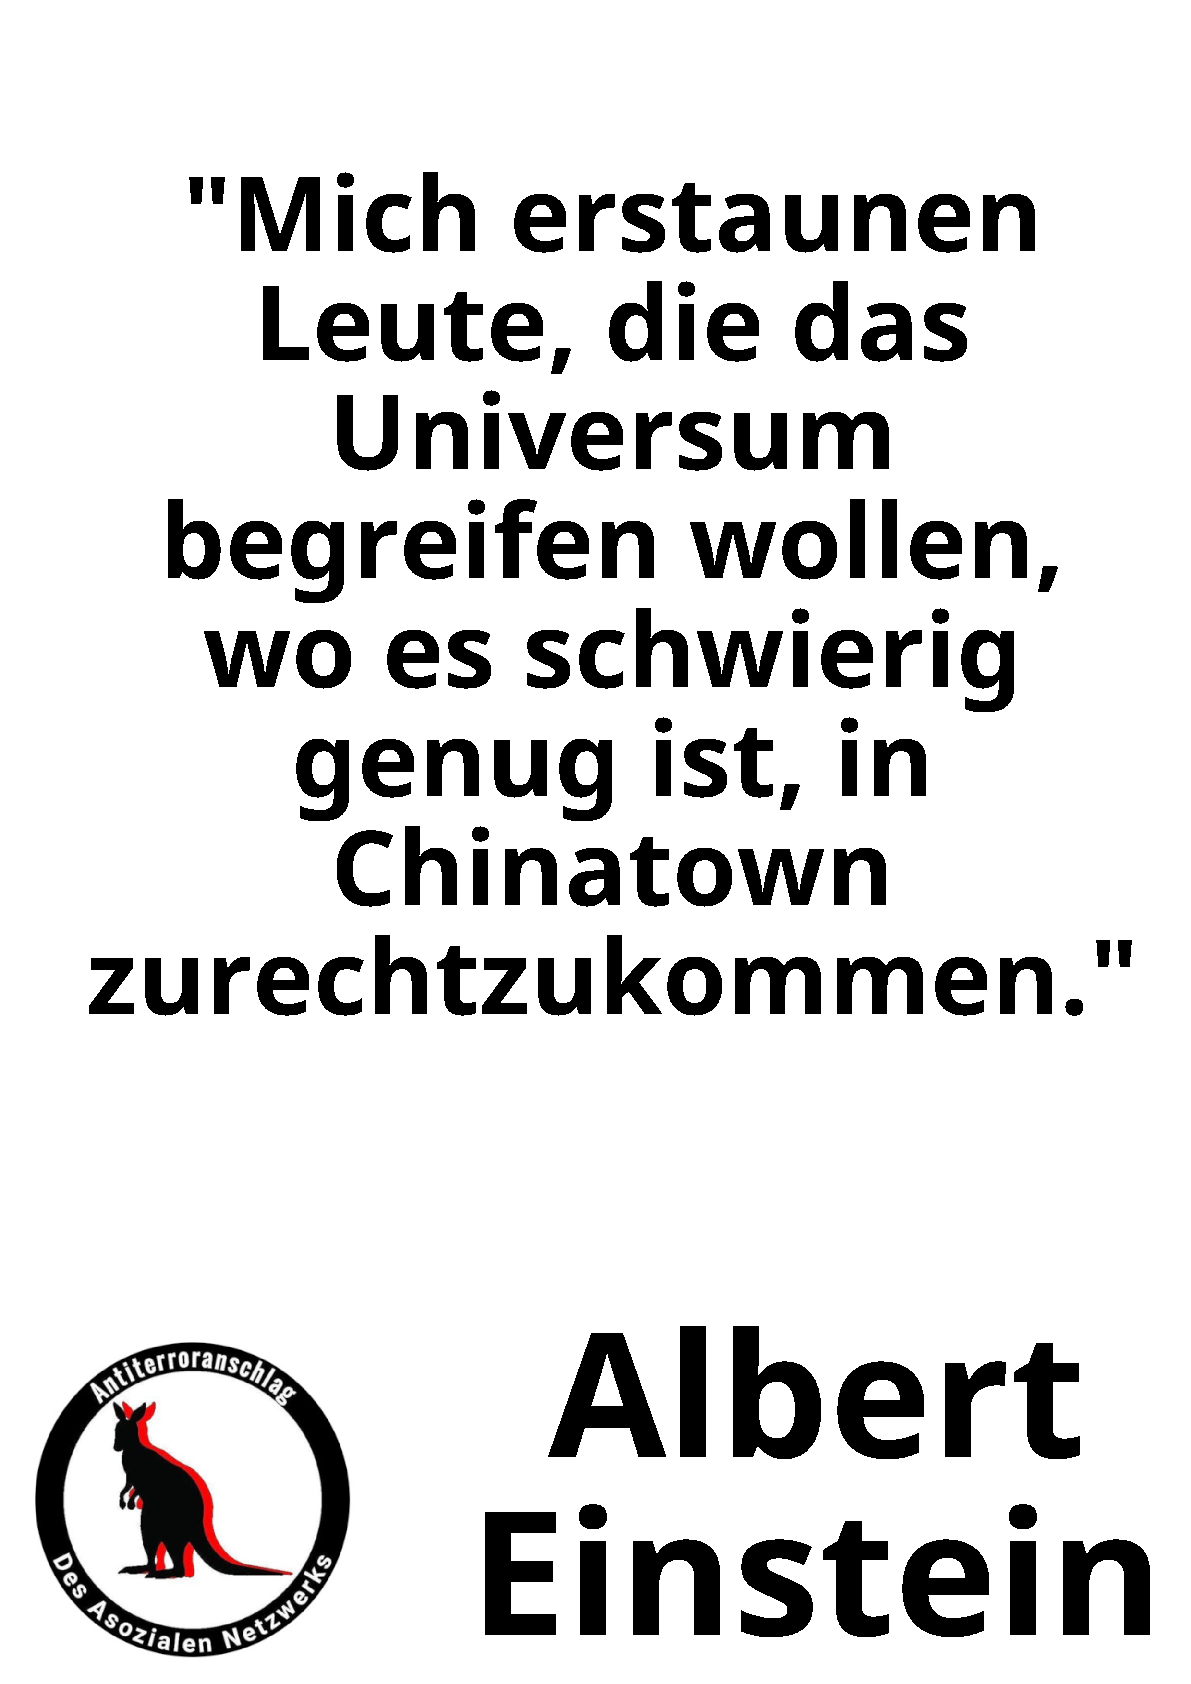 "Mich erstaunen
Leute, die das
Universum
begreifen wollen,
wo es schwierig
genug ist, in
Chinatown
zurechtzukommen."
Antiterroranschlag
Des Asozialen Netzwerks
Albert
Einstein